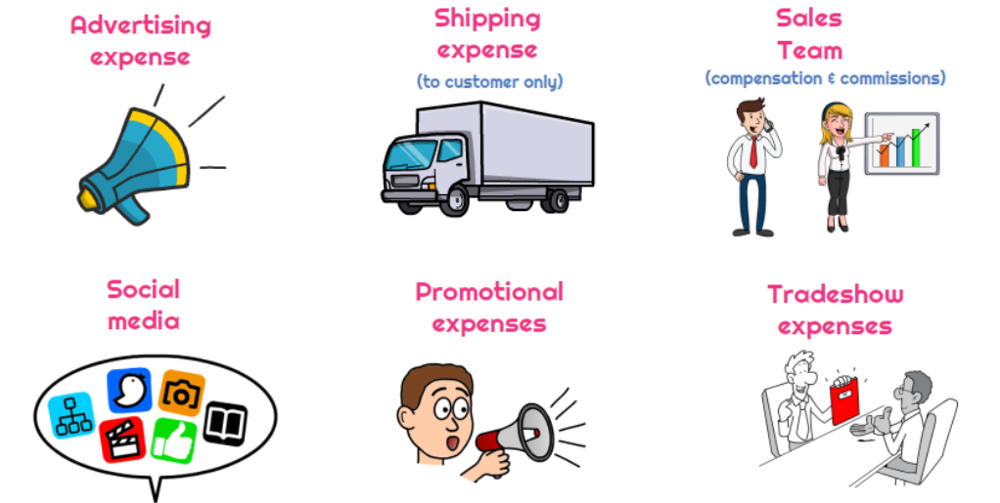 Advertising
expense
Shipping
expense
(to customer only)
Sales
Team
(compensation & commissions)
Social
media
Promotional
expenses
Tradeshow
expenses